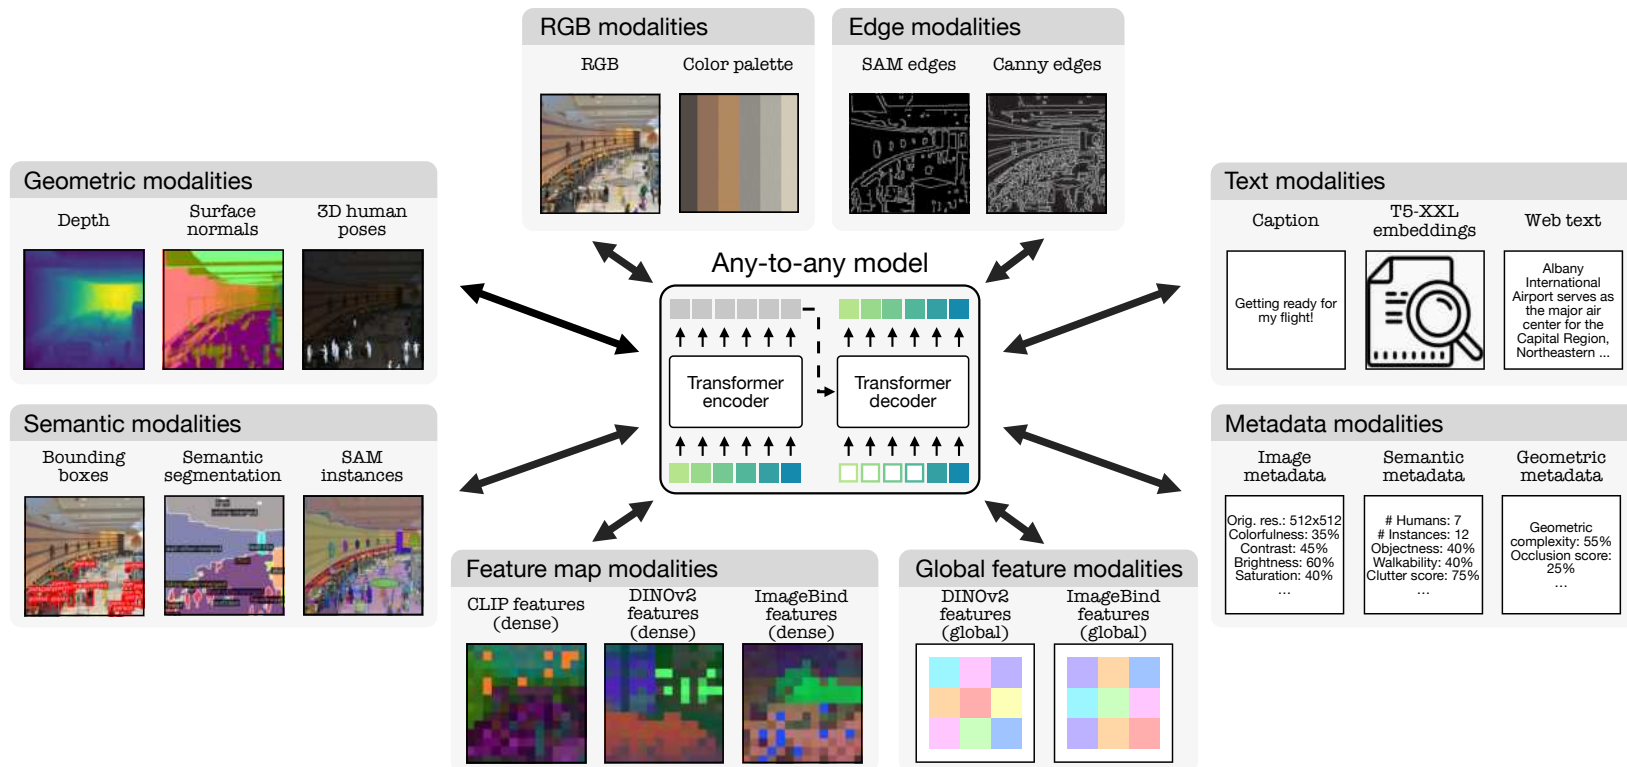 RGB modalities
RGB
Color palette
Edge modalities
SAM edges
Canny edges
Geometric modalities
Depth
Surface
normals
3D human
poses
Text modalities
Caption
Getting ready for
my flight!
T5-XXL
embeddings
Web text
Albany
International
Airport serves as
the major air
center for the
Capital Region,
Northeastern ...
Any-to-any model
Transformer
encoder
Transformer
decoder
Semantic modalities
Bounding
boxes
Semantic
segmentation
SAM
instances
Metadata modalities
Image
metadata
Orig. res.: 512x512
Colorfulness: 35%
Contrast: 45%
Brightness: 60%
Saturation: 40%
...
Semantic
metadata
# Humans: 7
# Instances: 12
Objectness: 40%
Walkability: 40%
Clutter score: 75%
...
Geometric
metadata
Geometric
complexity: 55%
Occlusion score:
25%
...
Feature map modalities
CLIP features
(dense)
DINOv2
features
(dense)
ImageBind
features
(dense)
Global feature modalities
DINOv2
features
(global)
ImageBind
features
(global)